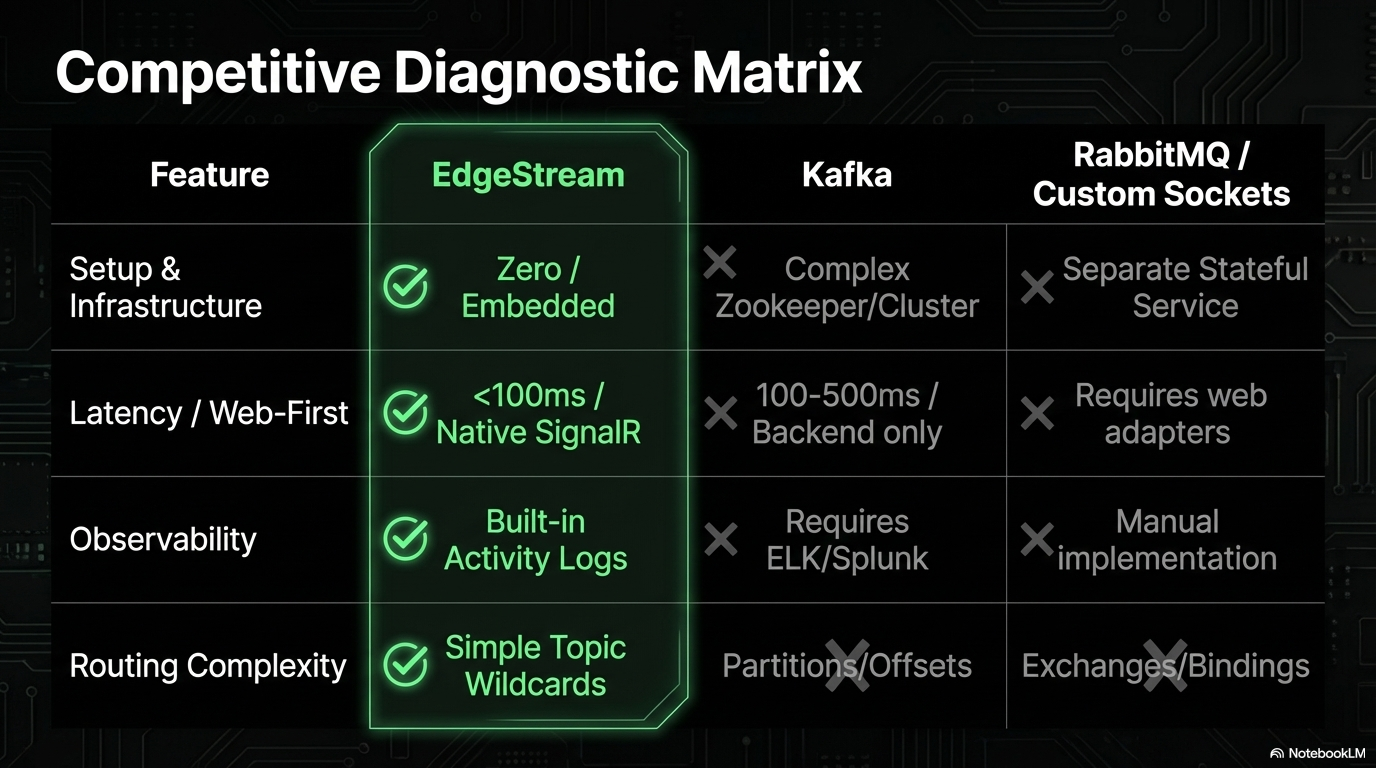 Competitive Diagnostic Matrix
Feature
EdgeStream
Kafka
RabbitMQ /
Custom Sockets
Setup &
Infrastructure
Zero /
Embedded
Complex
Zookeeper/Cluster
Separate Stateful
Service
Latency / Web-First
<100ms /
Native SignalR
100-500ms /
Backend only
Requires web
adapters
Observability
Built-in
Activity Logs
Requires
ELK/Splunk
Manual
implementation
Routing Complexity
Simple Topic
Wildcards
Partitions/Offsets
Exchanges/Bindings
NotebookLM